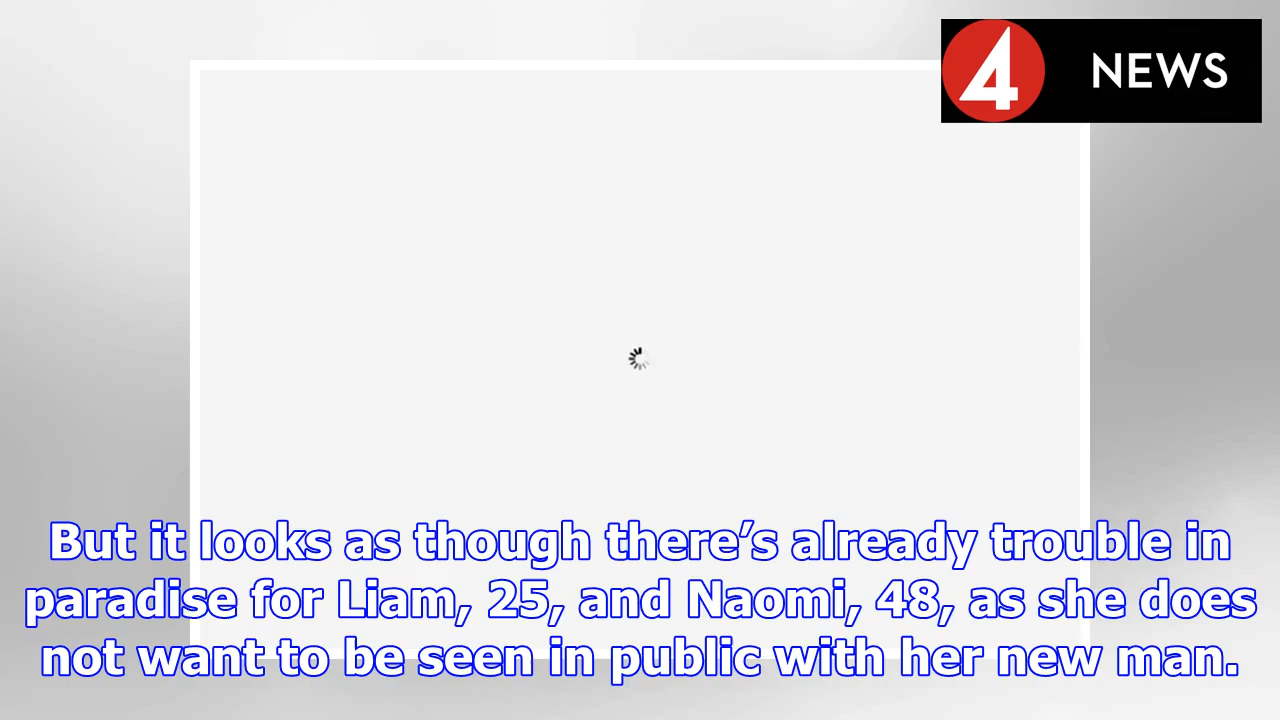 4 NEWS
But it looks as though there’s already trouble in
paradise for Liam, 25, and Naomi, 48, as she does
not want to be seen in public with her new man.